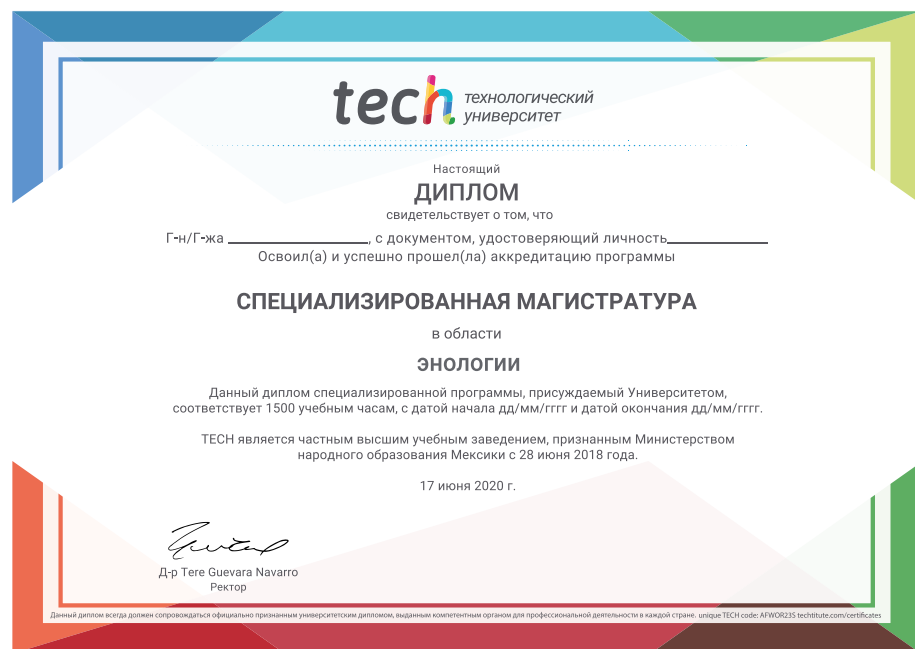 tech технологический
университет
Настоящий
ДИПЛОМ
свидетельствует о том, что
Г-н/Г-жа ________________, с документом, удостоверяющий личность____________
Освоил(а) и успешно прошел(ла) аккредитацию программы
СПЕЦИАЛИЗИРОВАННАЯ МАГИСТРАТУРА
в области
ЭНОЛОГИИ
Данный диплом специализированной программы, присуждаемый Университетом,
соответствует 1500 учебным часам, с датой начала дд/мм/гггг и датой окончания дд/мм/гггг.
TECH является частным высшим учебным заведением, признанным Министерством
народного образования Мексики с 28 июня 2018 года.
17 июня 2020 г.
Д-р Tere Guevara Navarro
Ректор
Данный диплом всегда должен сопровождаться официально признанным университетским дипломом, выданным компетентным органом для профессиональной деятельности в каждой стране. unique TECH code: AFWOR23S techtitute.com/certificates